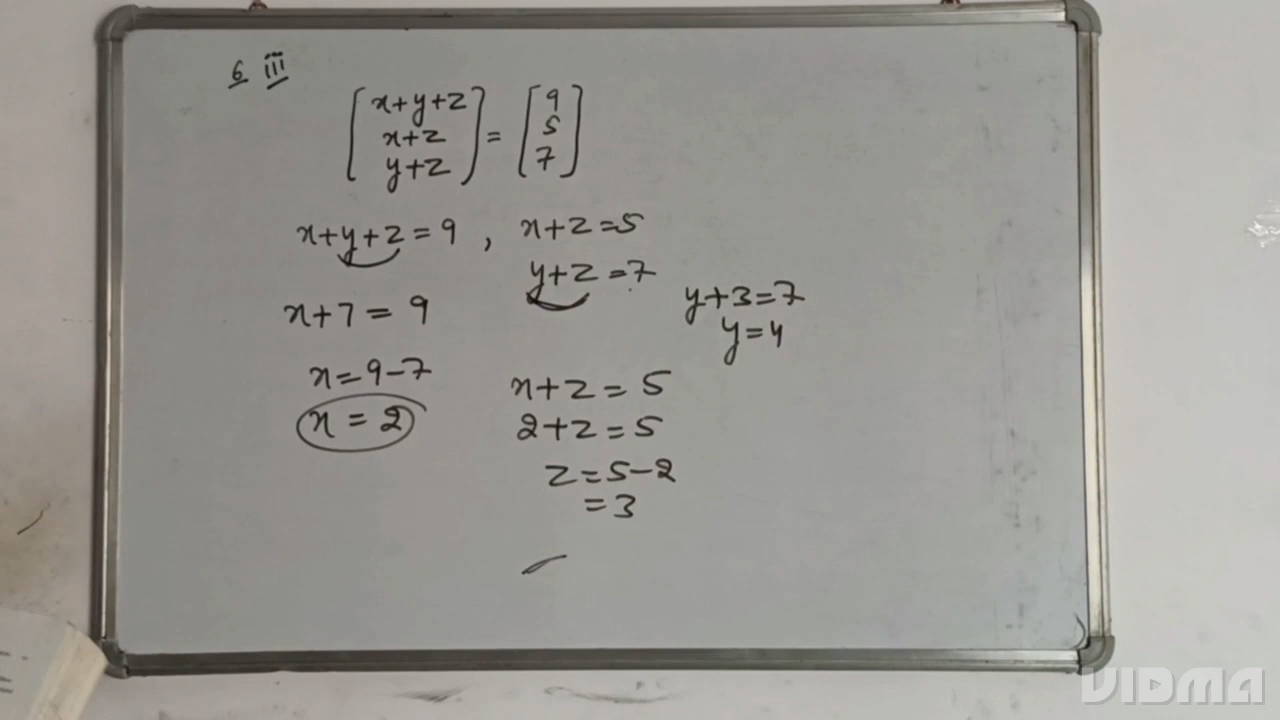 6 iii
[x+y+z] = [9]
[x+z] [5]
[y+z] [7]
x+y+z=9 , x+z=5
y+z=7
x+7=9
y+3=7
y=4
x=9-7
x=2
x+z=5
2+z=5
z=5-2
=3
VIDMA